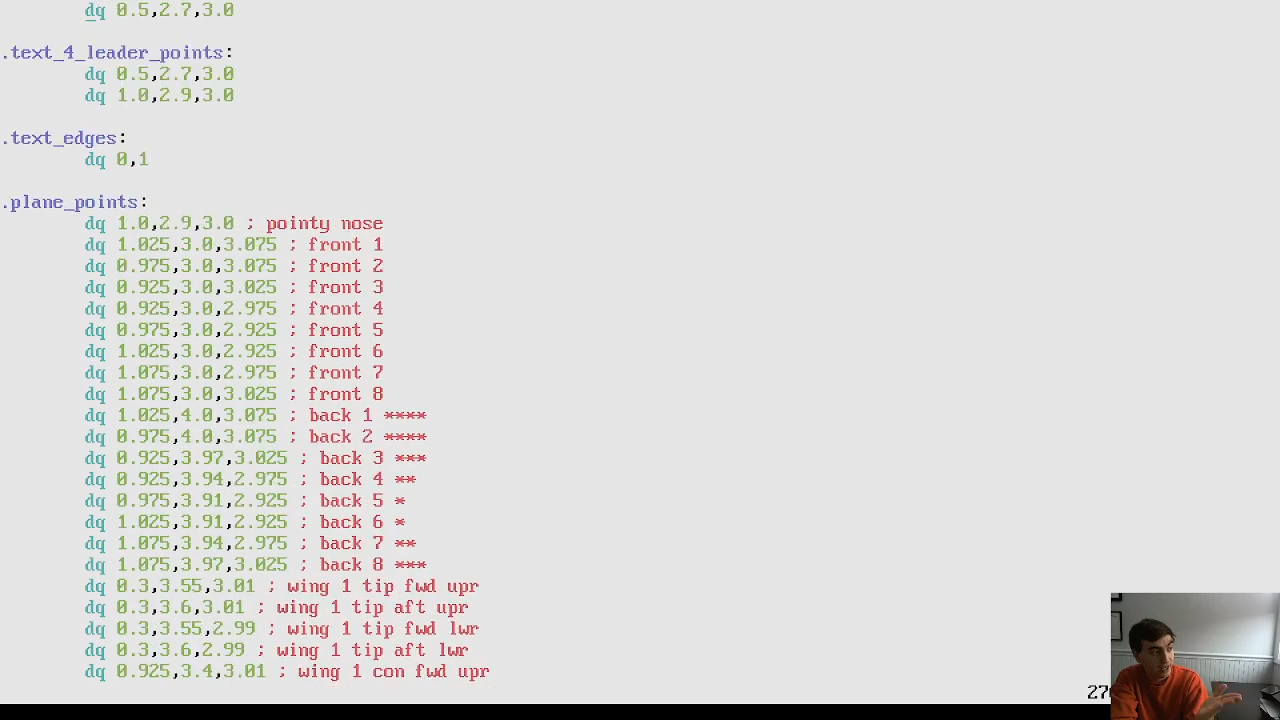 dq 0.5,2.7,3.0
.text_4_leader_points:
dq 0.5,2.7,3.0
dq 1.0,2.9,3.0
.text_edges:
dq 0,1
.plane_points:
dq 1.0,2.9,3.0 ; pointy nose
dq 1.025,3.0,3.075 ; front 1
dq 0.975,3.0,3.075 ; front 2
dq 0.925,3.0,3.025 ; front 3
dq 0.925,3.0,2.975 ; front 4
dq 0.975,3.0,2.925 ; front 5
dq 1.025,3.0,2.925 ; front 6
dq 1.075,3.0,2.975 ; front 7
dq 1.075,3.0,3.025 ; front 8
dq 1.025,4.0,3.075 ; back 1 ****
dq 0.975,4.0,3.075 ; back 2 ****
dq 0.925,3.97,3.025 ; back 3 ***
dq 0.925,3.94,2.975 ; back 4 **
dq 0.975,3.91,2.925 ; back 5 *
dq 1.025,3.91,2.925 ; back 6 *
dq 1.075,3.94,2.975 ; back 7 **
dq 1.075,3.97,3.025 ; back 8 ***
dq 0.3,3.55,3.01 ; wing 1 tip fwd upr
dq 0.3,3.6,3.01 ; wing 1 tip aft upr
dq 0.3,3.55,2.99 ; wing 1 tip fwd lwr
dq 0.3,3.6,2.99 ; wing 1 tip aft lwr
dq 0.925,3.4,3.01 ; wing 1 con fwd upr